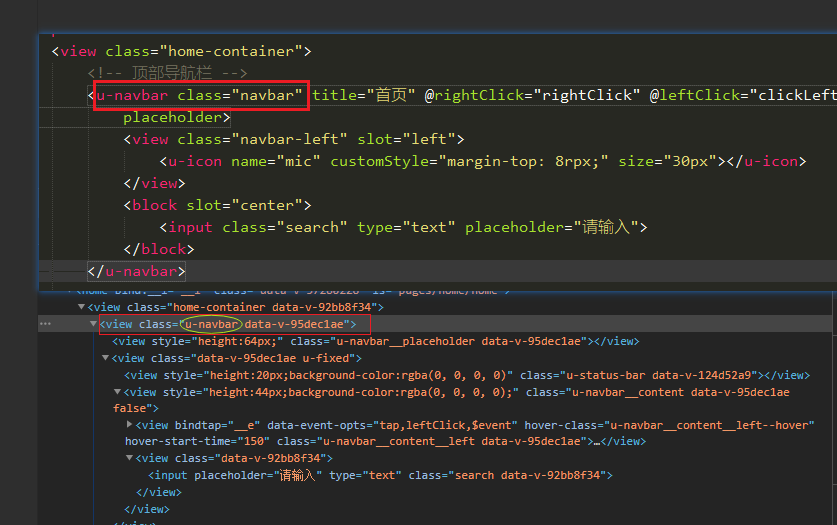 <view class="home-container">
<!-- 顶部导航栏 -->
<u-navbar class="navbar" title="首页" @rightClick="rightClick" @leftClick="clickLeft
placeholder>
<view class="navbar-left" slot="left">
<u-icon name="mic" customStyle="margin-top: 8rpx;" size="30px"></u-icon>
</view>
<block slot="center">
<input class="search" type="text" placeholder="请输入">
</block>
</u-navbar>
▼<view class="home-container data-v-92bb8f34">
▼<view class="u-navbar data-v-95dec1ae">
<view style="height:64px;" class="u-navbar__placeholder data-v-95dec1ae"></view>
▼<view class="data-v-95dec1ae u-fixed">
<view style="height:20px;background-color:rgba(0, 0, 0, 0)" class="u-status-bar data-v-124d52a9"></view>
▼<view style="height:44px;background-color:rgba(0, 0, 0, 0);" class="u-navbar__content data-v-95dec1ae
false">
▶<view bindtap="__e" data-event-opts="tap,leftClick,$event" hover-class="u-navbar__content__left--hover"
hover-start-time="150" class="u-navbar__content__left data-v-95dec1ae">…</view>
▼<view class="data-v-92bb8f34">
<input placeholder="请输入" type="text" class="search data-v-92bb8f34">
</view>
</view>